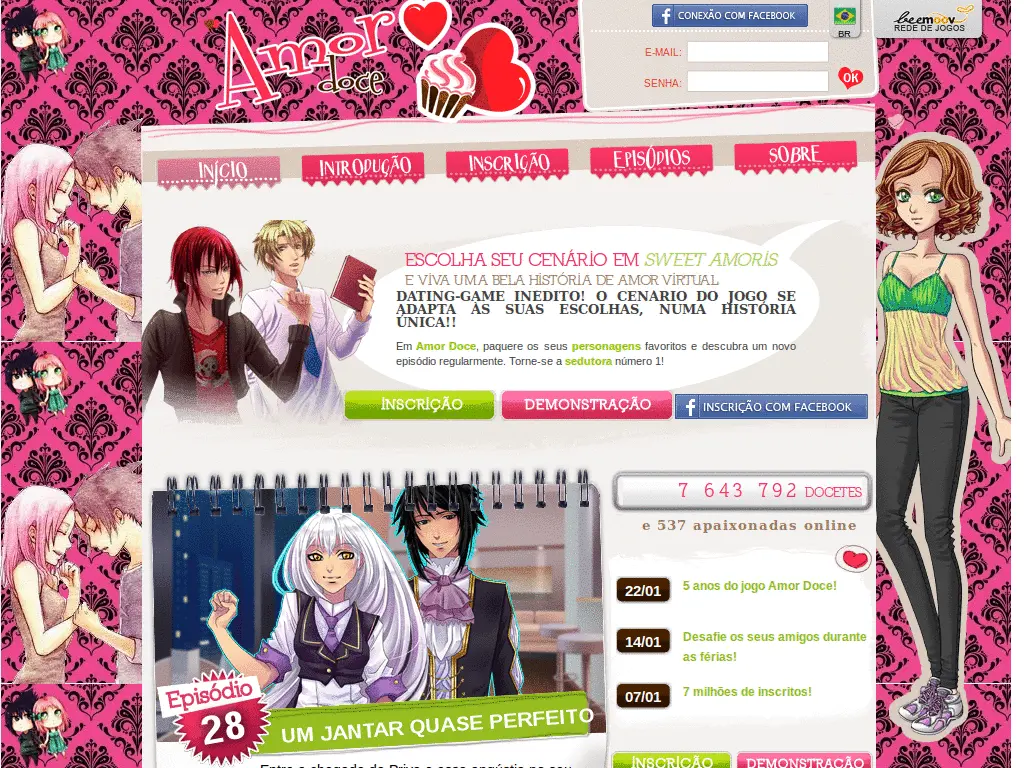 Amor
doce
CONEXÃO COM FACEBOOK
BR
beemoov
REDE DE JOGOS
E-MAIL:
SENHA:
OK
INÍCIO
INTRODUÇÃO
INSCRIÇÃO
EPISÓDIOS
SOBRE
ESCOLHA SEU CENÁRIO EM SWEET AMORIS
E VIVA UMA BELA HISTÓRIA DE AMOR VIRTUAL
DATING-GAME INEDITO! O CENARIO DO JOGO SE
ADAPTA ÀS SUAS ESCOLHAS, NUMA HISTÓRIA
ÚNICA!!
Em Amor Doce, paquere os seus personagens favoritos e descubra um novo
episódio regularmente. Torne-se a sedutora número 1!
INSCRIÇÃO
DEMONSTRAÇÃO
INSCRIÇÃO COM FACEBOOK
7 643 792 DOCETES
e 537 apaixonadas online
22/01
5 anos do jogo Amor Doce!
14/01
Desafie os seus amigos durante
as férias!
07/01
7 milhões de inscritos!
Episódio
28
UM JANTAR QUASE PERFEITO
INSCRIÇÃO
DEMONSTRAÇÃO